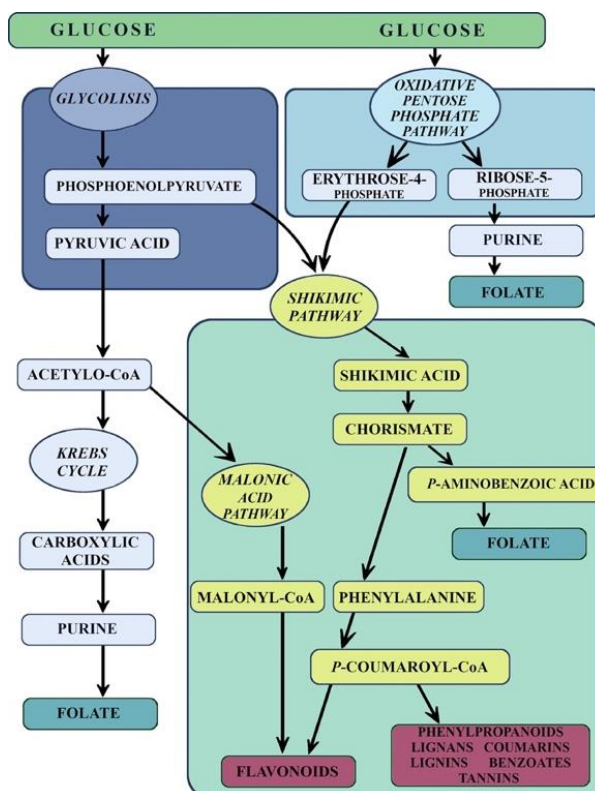 GLUCOSE GLUCOSE
GLYCOLISIS
OXIDATIVE
PENTOSE
PHOSPHATE
PATHWAY
PHOSPHOENOLPYRUVATE
ERYTHROSE-4-
PHOSPHATE
RIBOSE-5-
PHOSPHATE
PYRUVIC ACID
PURINE
FOLATE
SHIKIMIC
PATHWAY
ACETYLO-CoA
SHIKIMIC ACID
CHORISMATE
KREBS
CYCLE
MALONIC
ACID
PATHWAY
P-AMINOBENZOIC ACID
FOLATE
CARBOXYLIC
ACIDS
MALONYL-CoA
PHENYLALANINE
PURINE
P-COUMAROYL-CoA
FOLATE
FLAVONOIDS
PHENYLPROPANOIDS
LIGNANS COUMARINS
LIGNINS BENZOATES
TANNINS